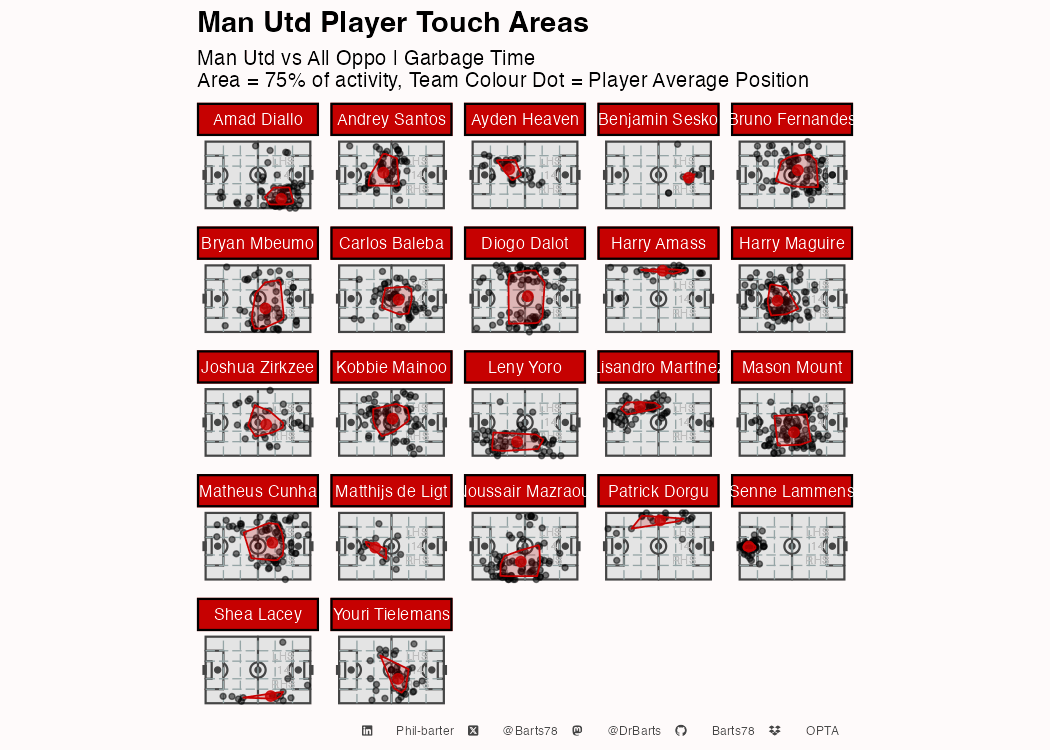 Man Utd Player Touch Areas
Man Utd vs All Oppo | Garbage Time
Area = 75% of activity, Team Colour Dot = Player Average Position
Amad Diallo Andrey Santos Ayden Heaven Benjamin Sesko Bruno Fernandes
Bryan Mbeumo Carlos Baleba Diogo Dalot Harry Amass Harry Maguire
Joshua Zirkzee Kobbie Mainoo Leny Yoro Lisandro Martínez Mason Mount
Matheus Cunha Matthijs de Ligt Noussair Mazraoui Patrick Dorgu Senne Lammens
Shea Lacey Youri Tielemans
Phil-barter @Barts78 @DrBarts Barts78 OPTA